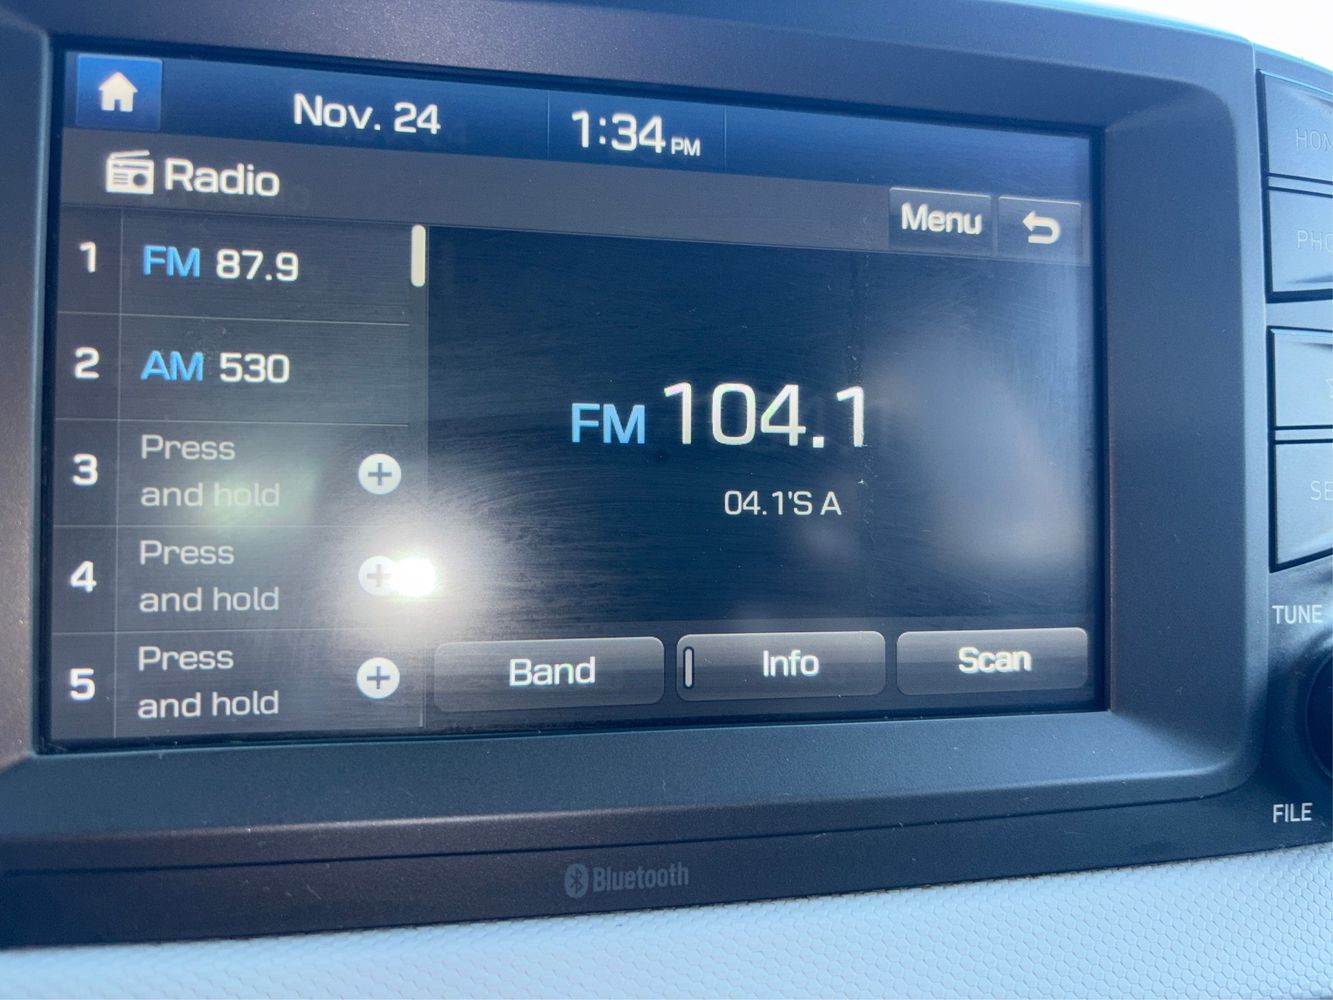 Nov. 24
1:34 PM
Radio
Menu
1 FM 87.9
2 AM 530
3 Press
and hold
4 Press
and hold
5 Press
and hold
FM 104.1
04.1'S A
Band
Info
Scan
TUNE
FILE
Bluetooth